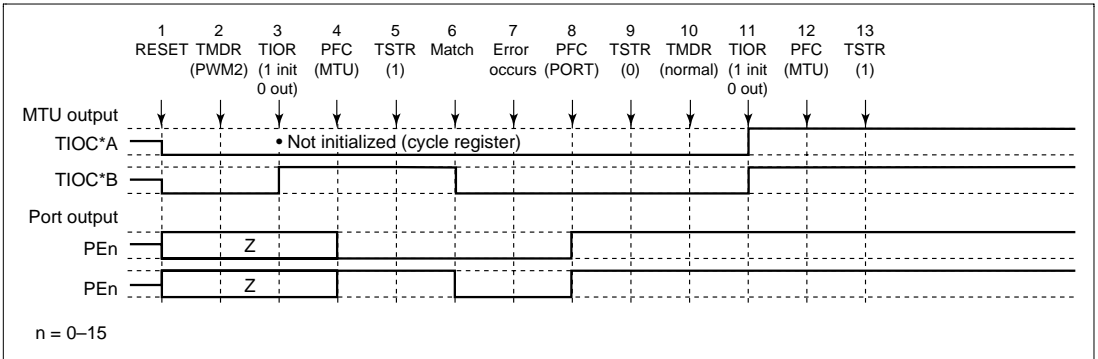 1 2 3 4 5 6 7 8 9 10 11 12 13
RESET TMDR TIOR PFC TSTR Match Error PFC TSTR TMDR TIOR PFC TSTR
(PWM2) (1 init (MTU) (1) occurs (PORT) (0) (normal) (1 init (MTU) (1)
0 out) 0 out)
MTU output
TIOC*A • Not initialized (cycle register)
TIOC*B
Port output
PEn Z
PEn Z
n = 0–15